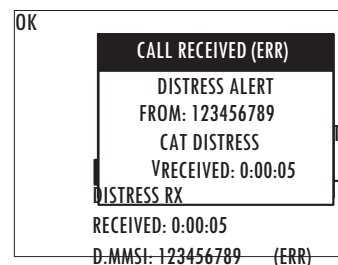 OK
CALL RECEIVED (ERR)
DISTRESS ALERT
FROM: 123456789
CAT DISTRESS
VRECEIVED: 0:00:05
DISTRESS RX
RECEIVED: 0:00:05
D.MMSI: 123456789 (ERR)